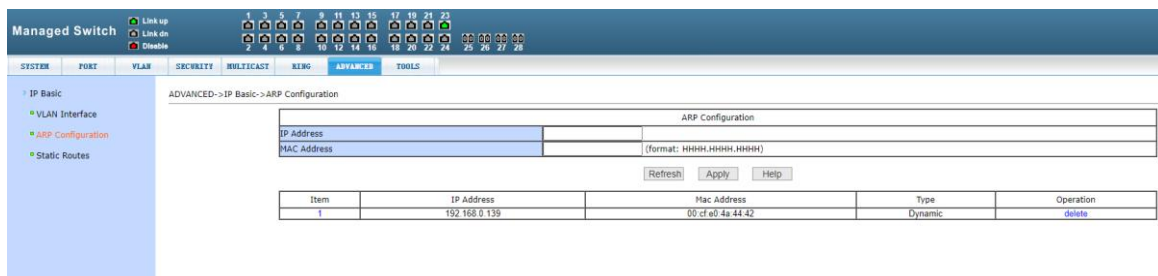 Managed Switch
Link up
Link dn
Disable
1 3 5 7 9 11 13 15 17 19 21 23
2 4 6 8 10 12 14 16 18 20 22 24 25 26 27 28
SYSTEM PORT VLAN SECURITY MULTICAST RING ADVANCED TOOLS
IP Basic
VLAN Interface
ARP Configuration
Static Routes
ADVANCED->IP Basic->ARP Configuration
ARP Configuration
IP Address
MAC Address (format: HHHH.HHHH.HHHH)
Refresh Apply Help
Item IP Address Mac Address Type Operation
1 192.168.0.139 00:cf:e0:4a:44:42 Dynamic delete